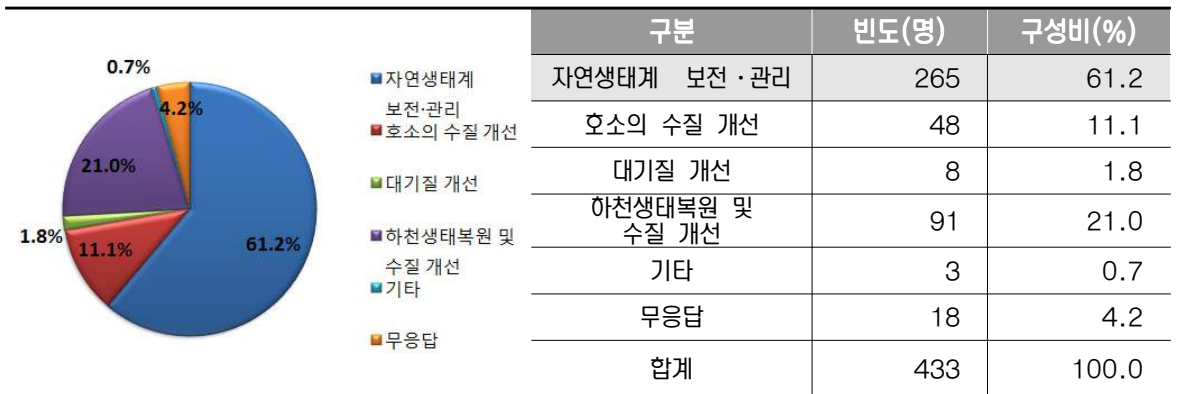 0.7%
4.2%
21.0%
1.8%
11.1%
61.2%
자연생태계
보전·관리
호소의 수질 개선
대기질 개선
하천생태복원 및
수질 개선
기타
무응답
구분 빈도(명) 구성비(%)
자연생태계 보전·관리 265 61.2
호소의 수질 개선 48 11.1
대기질 개선 8 1.8
하천생태복원 및
수질 개선 91 21.0
기타 3 0.7
무응답 18 4.2
합계 433 100.0